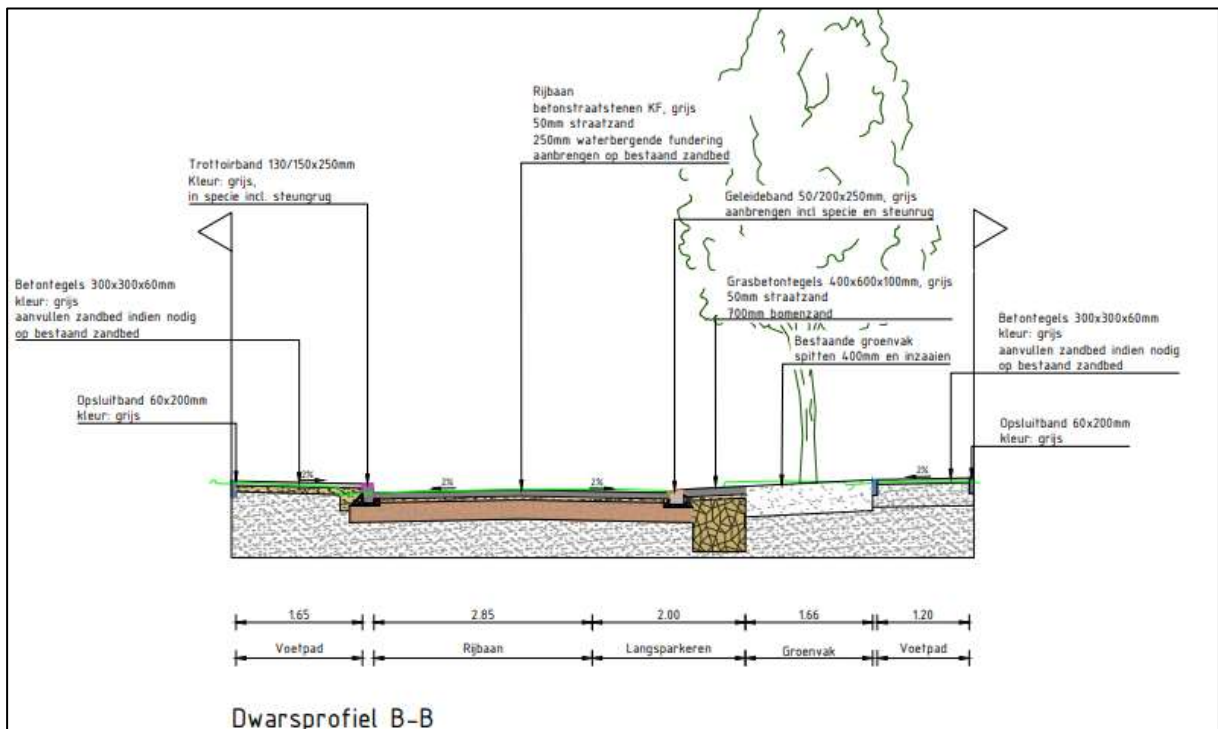 Rijbaan
betonstraatstenen KF, grijs
50mm straatzand
250mm waterbergende fundering
aanbrengen op bestaand zandbed
Trottoirband 130/150x250mm
Kleur: grijs,
in specie incl. steungrug
Geleideband 50/200x250mm, grijs
aanbrengen incl specie en steunrug
Betontegels 300x300x60mm
kleur: grijs
aanvullen zandbed indien nodig
op bestaand zandbed
Grasbetontegels 400x600x100mm, grijs
50mm straatzand
700mm bomenzand
Bestaande groenvak
spitten 400mm en inzaaien
Betontegels 300x300x60mm
kleur: grijs
aanvullen zandbed indien nodig
op bestaand zandbed
Opsluitband 60x200mm
kleur: grijs
Opsluitband 60x200mm
kleur: grijs
2% 2% 2% 2%
1.65 2.85 2.00 1.66 1.20
Voetpad Rijbaan Langsparkeren Groenvak Voetpad
Dwarsprofiel B-B